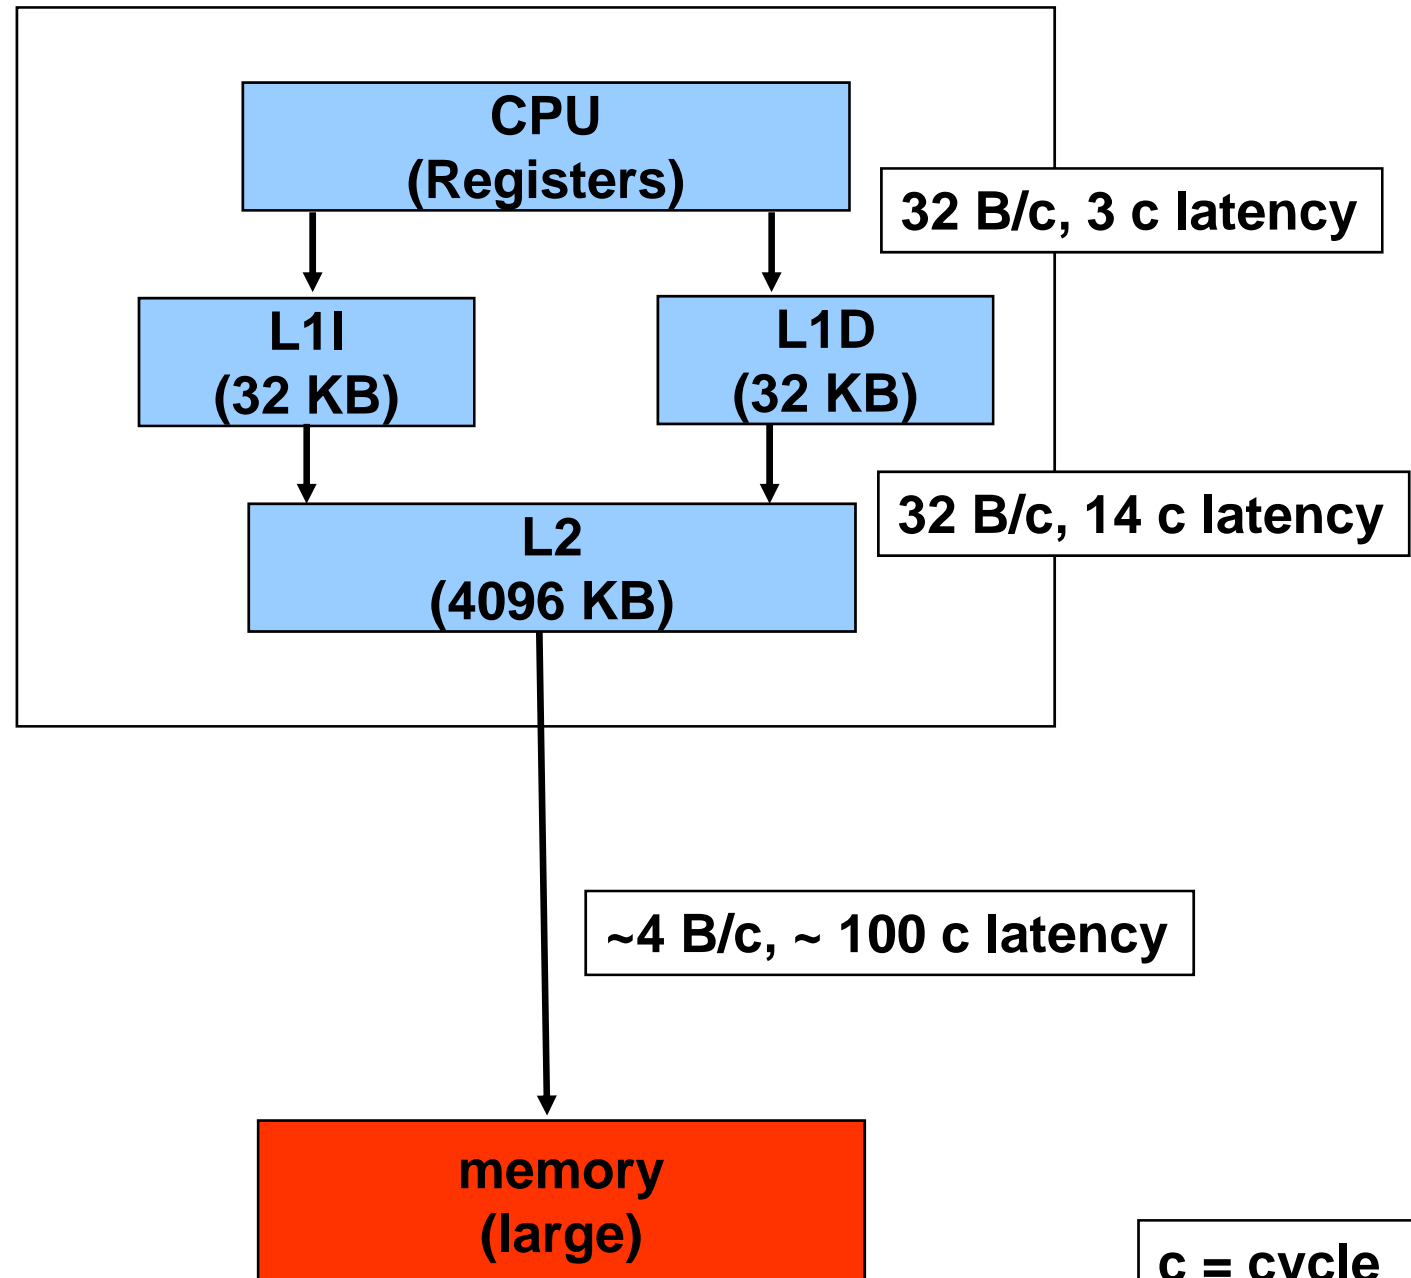 CPU
(Registers)
32 B/c, 3 c latency
L1I
(32 KB)
L1D
(32 KB)
32 B/c, 14 c latency
L2
(4096 KB)
~4 B/c, ~ 100 c latency
memory
(large)
c = cycle